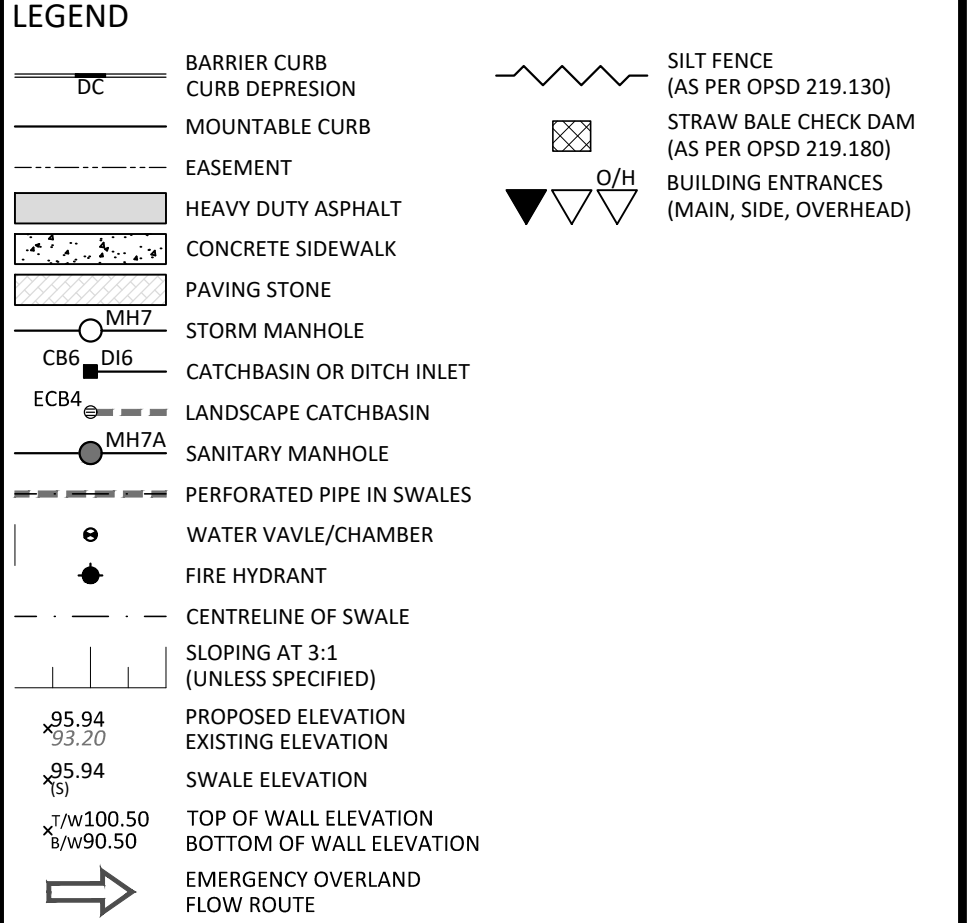 LEGEND
DC
BARRIER CURB
CURB DEPRESION
MOUNTABLE CURB
EASEMENT
HEAVY DUTY ASPHALT
CONCRETE SIDEWALK
PAVING STONE
MH7
STORM MANHOLE
CB6 DI6
CATCHBASIN OR DITCH INLET
ECB4
LANDSCAPE CATCHBASIN
MH7A
SANITARY MANHOLE
PERFORATED PIPE IN SWALES
WATER VAVLE/CHAMBER
FIRE HYDRANT
CENTRELINE OF SWALE
SLOPING AT 3:1
(UNLESS SPECIFIED)
95.94
93.20
PROPOSED ELEVATION
EXISTING ELEVATION
95.94
(S)
SWALE ELEVATION
T/W100.50
B/W90.50
TOP OF WALL ELEVATION
BOTTOM OF WALL ELEVATION
EMERGENCY OVERLAND
FLOW ROUTE
SILT FENCE
(AS PER OPSD 219.130)
STRAW BALE CHECK DAM
(AS PER OPSD 219.180)
O/H
BUILDING ENTRANCES
(MAIN, SIDE, OVERHEAD)